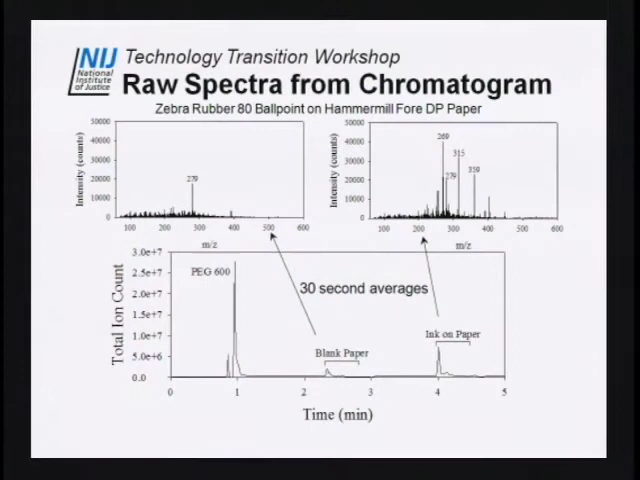 NIJ
National
Institute
of Justice
Technology Transition Workshop
Raw Spectra from Chromatogram
Zebra Rubber 80 Ballpoint on Hammermill Fore DP Paper
Intensity (counts)
50000
40000
30000
20000
10000
0
279
100 200 300 400 500 600
m/z
Intensity (counts)
50000
40000
30000
20000
10000
0
269
315
279
359
100 200 300 400 500 600
m/z
Total Ion Count
3.0e+7
2.5e+7
2.0e+7
1.5e+7
1.0e+7
5.0e+6
0.0
PEG 600
30 second averages
Blank Paper
Ink on Paper
0 1 2 3 4 5
Time (min)